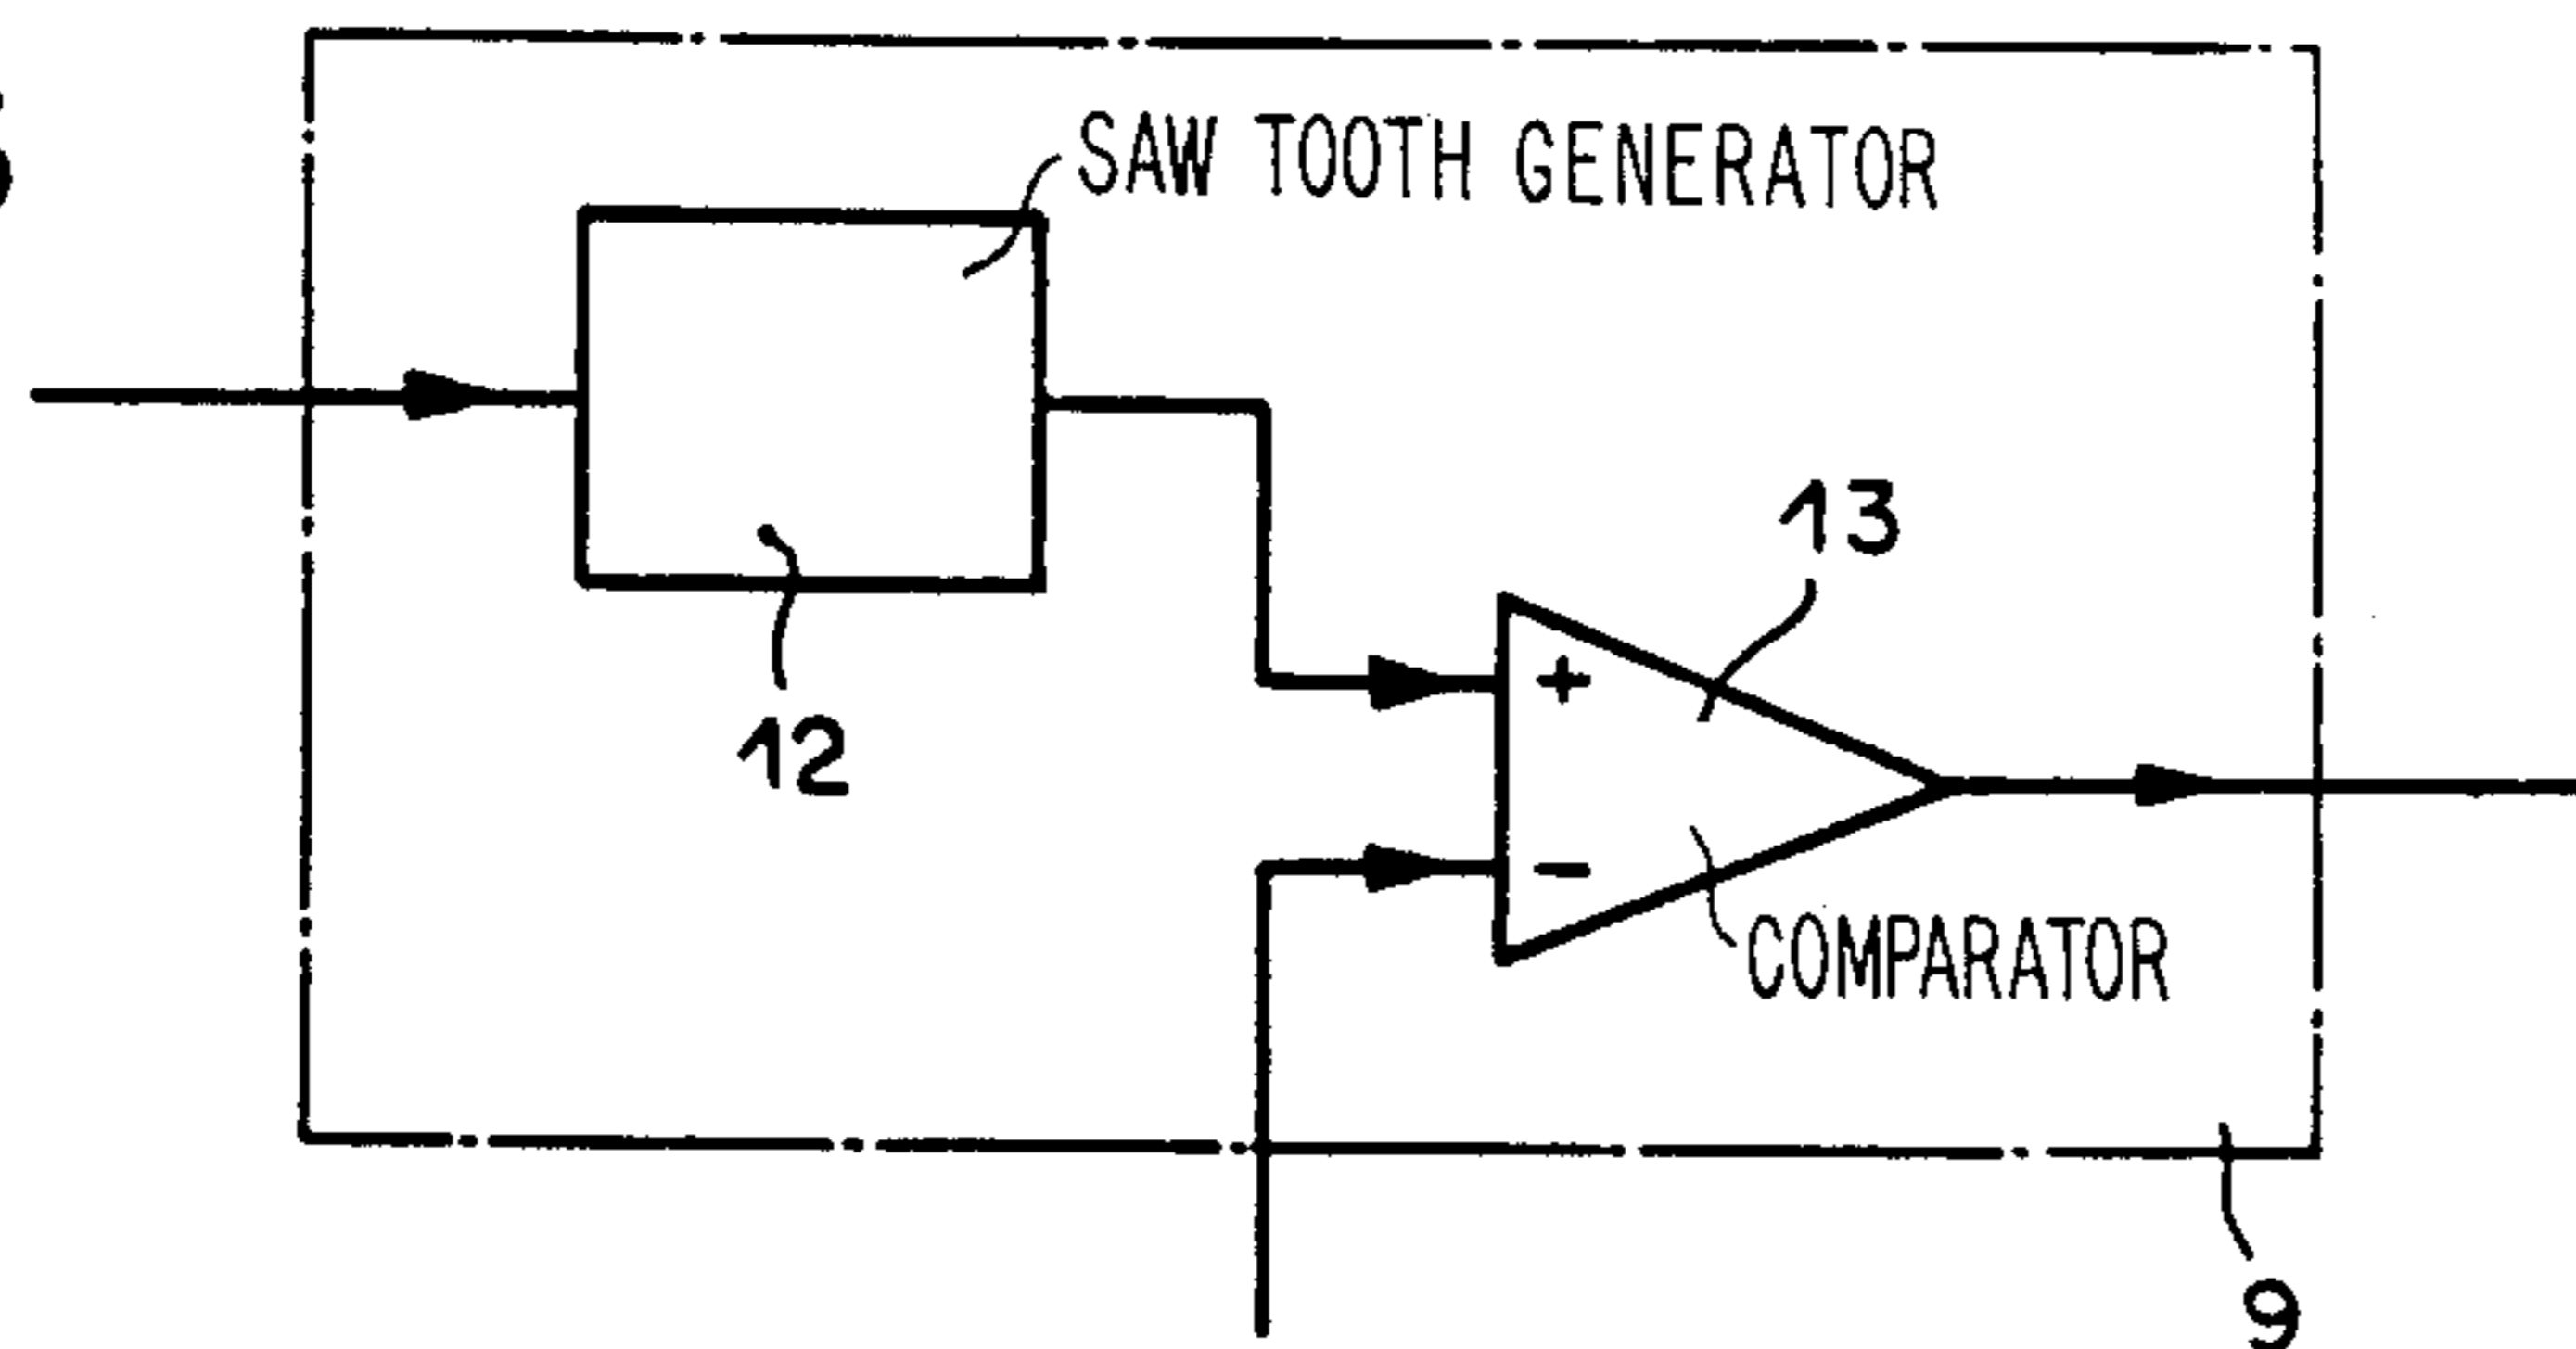 SAW TOOTH GENERATOR
13
+
12
−
COMPARATOR
9